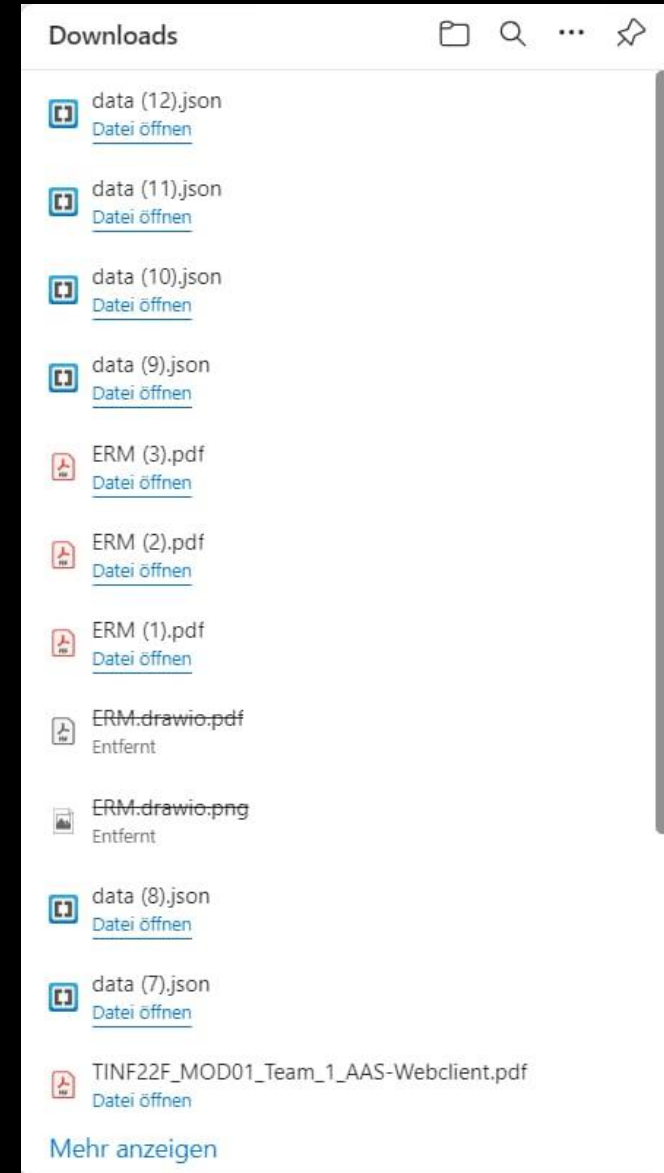 Downloads
data (12).json
Datei öffnen
data (11).json
Datei öffnen
data (10).json
Datei öffnen
data (9).json
Datei öffnen
ERM (3).pdf
Datei öffnen
ERM (2).pdf
Datei öffnen
ERM (1).pdf
Datei öffnen
ERM.drawio.pdf
Entfernt
ERM.drawio.png
Entfernt
data (8).json
Datei öffnen
data (7).json
Datei öffnen
TINF22F_MOD01_Team_1_AAS-Webclient.pdf
Datei öffnen
Mehr anzeigen